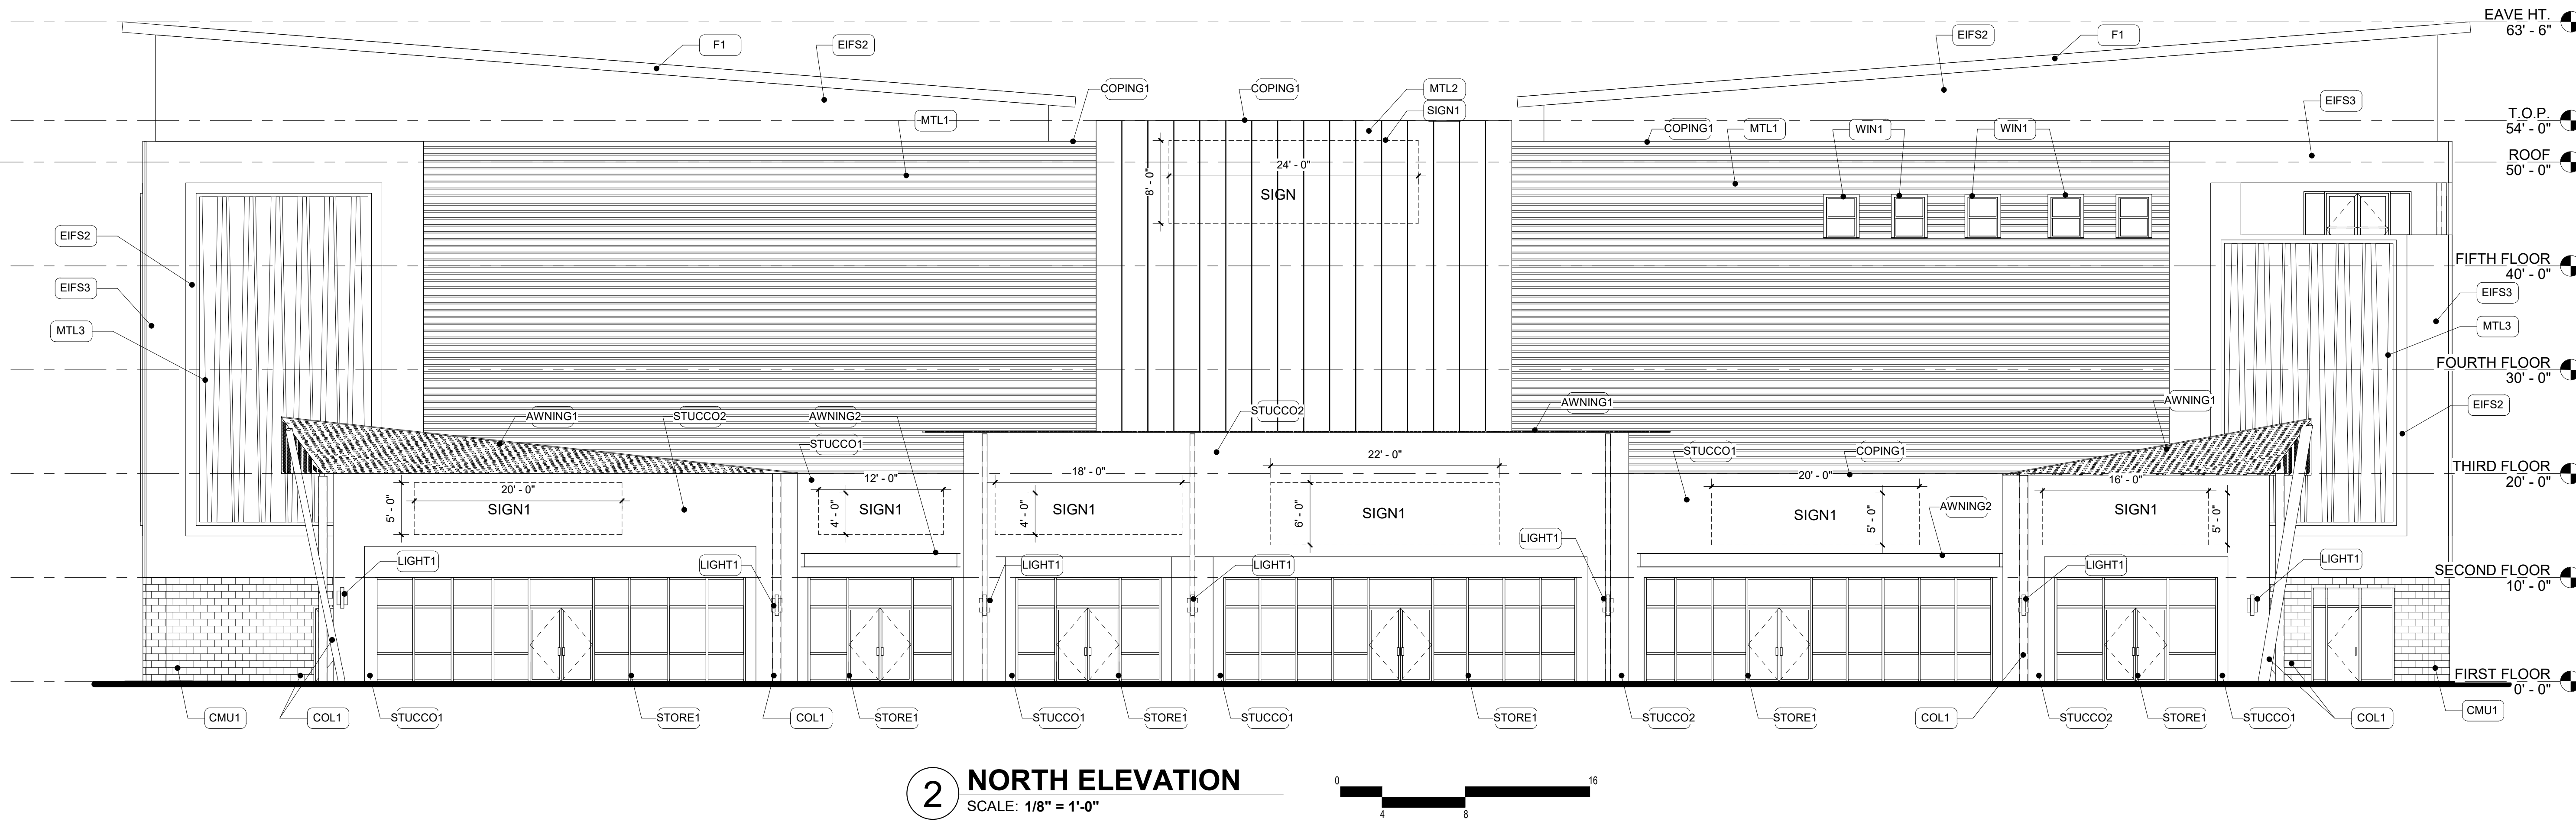 EAVE HT.
63' - 6"
F1
EIFS2
EIFS2
F1
COPING1
COPING1
MTL2
SIGN1
MTL1
COPING1
MTL1
WIN1
WIN1
EIFS3
T.O.P.
54' - 0"
ROOF
50' - 0"
24' - 0"
8' - 0"
SIGN
EIFS2
EIFS3
MTL3
FIFTH FLOOR
40' - 0"
EIFS3
MTL3
FOURTH FLOOR
30' - 0"
EIFS2
AWNING1
STUCCO2
AWNING2
STUCCO1
STUCCO2
AWNING1
AWNING1
STUCCO1
COPING1
THIRD FLOOR
20' - 0"
20' - 0"
5' - 0"
SIGN1
12' - 0"
4' - 0"
SIGN1
18' - 0"
4' - 0"
SIGN1
22' - 0"
6' - 0"
SIGN1
20' - 0"
SIGN1
5' - 0"
16' - 0"
SIGN1
5' - 0"
AWNING2
LIGHT1
LIGHT1
LIGHT1
LIGHT1
LIGHT1
LIGHT1
LIGHT1
SECOND FLOOR
10' - 0"
FIRST FLOOR
0' - 0"
CMU1
COL1
STUCCO1
STORE1
COL1
STORE1
STUCCO1
STORE1
STUCCO1
STORE1
STUCCO2
STORE1
COL1
STUCCO2
STORE1
STUCCO1
COL1
CMU1
2
NORTH ELEVATION
SCALE: 1/8" = 1'-0"
0
16
4
8